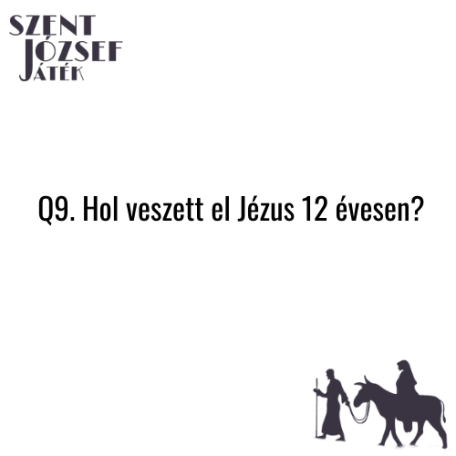 SZENT
JÓZSEF
JÁTÉK
Q9. Hol veszett el Jézus 12 évesen?